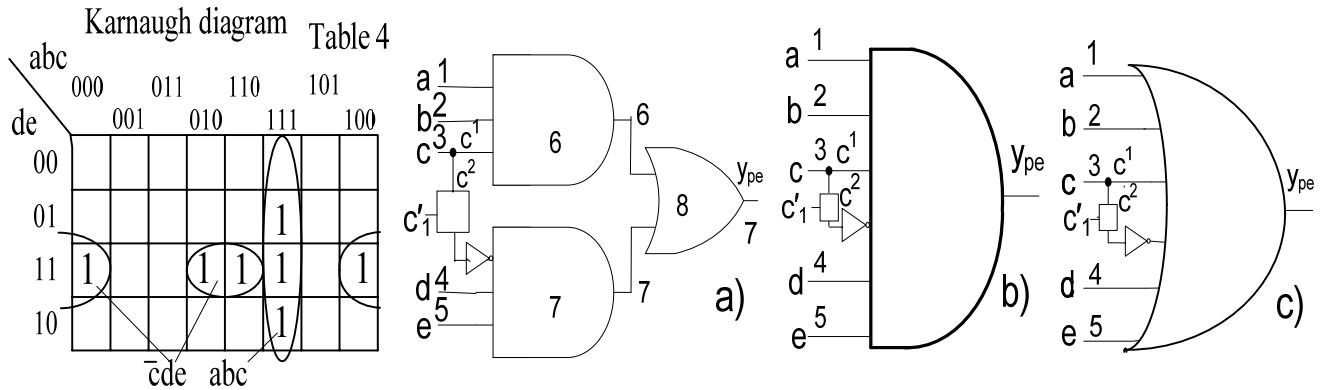 Karnaugh diagram
Table 4
abc
000 011 110 101
de 001 010 111 100
00
01 1
11 1 1 1 1 1
10 1
c̅de abc
a 1
b 2
c 3 c¹
c²
c′₁
d 4
e 5
6 6
7 7
8
yₚₑ
7
a)
a 1
b 2
c 3 c¹
c²
c′₁
d 4
e 5
yₚₑ
b)
a 1
b 2
c 3 c¹
c²
c′₁
d 4
e 5
yₚₑ
c)